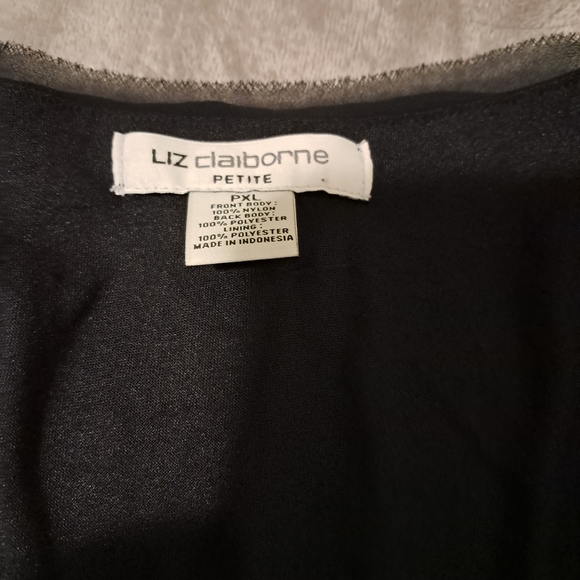 LIZ claiborne
PETITE
PXL
FRONT BODY:
100% NYLON
BACK BODY:
100% POLYESTER
LINING:
100% POLYESTER
MADE IN INDONESIA